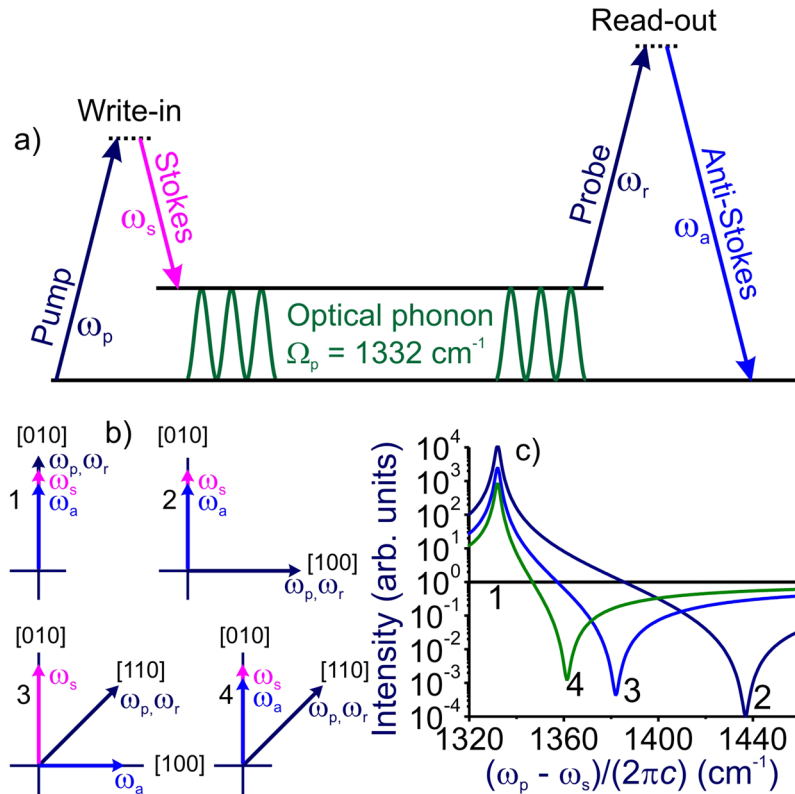 Read-out
Write-in
a)
Pump
ωp
Stokes
ωs
Probe
ωr
Anti-Stokes
ωa
Optical phonon
Ωp = 1332 cm-1
b)
[010]
ωp,ωr
ωs
ωa
1
[010]
ωs
ωa
2
[100]
ωp,ωr
[010]
ωs
3
[110]
ωp,ωr
[100]
ωa
[010]
ωs
ωa
4
[110]
ωp,ωr
c)
Intensity (arb. units)
10^4
10^3
10^2
10^1
10^0
10^-1
10^-2
10^-3
10^-4
1
4
3
2
1320
1360
1400
1440
(ωp - ωs)/(2πc) (cm-1)